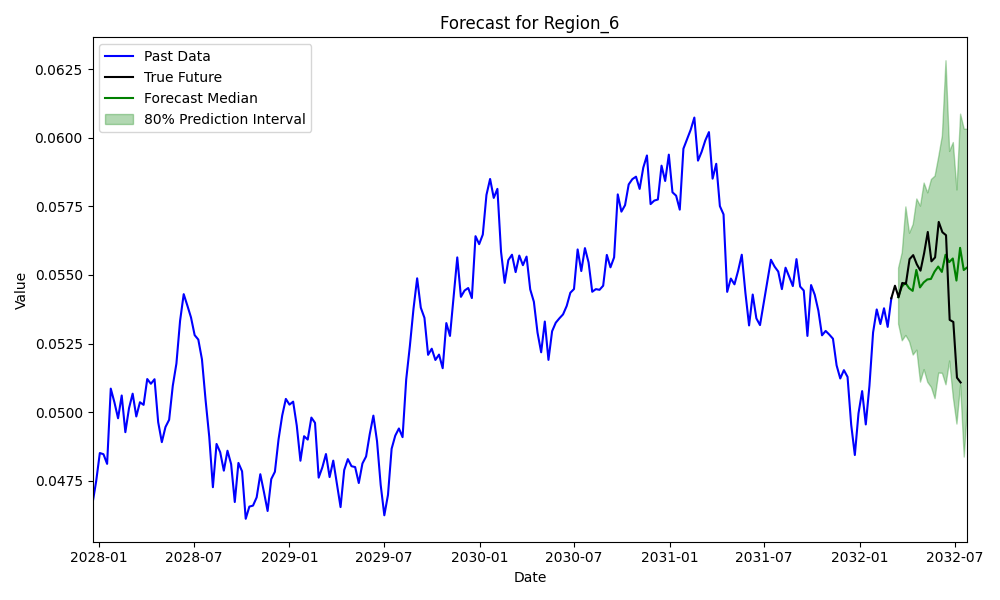 Forecast for Region_6
Past Data
True Future
Forecast Median
80% Prediction Interval
0.0625
0.0600
0.0575
0.0550
0.0525
0.0500
0.0475
Value
2028-01 2028-07 2029-01 2029-07 2030-01 2030-07 2031-01 2031-07 2032-01 2032-07
Date